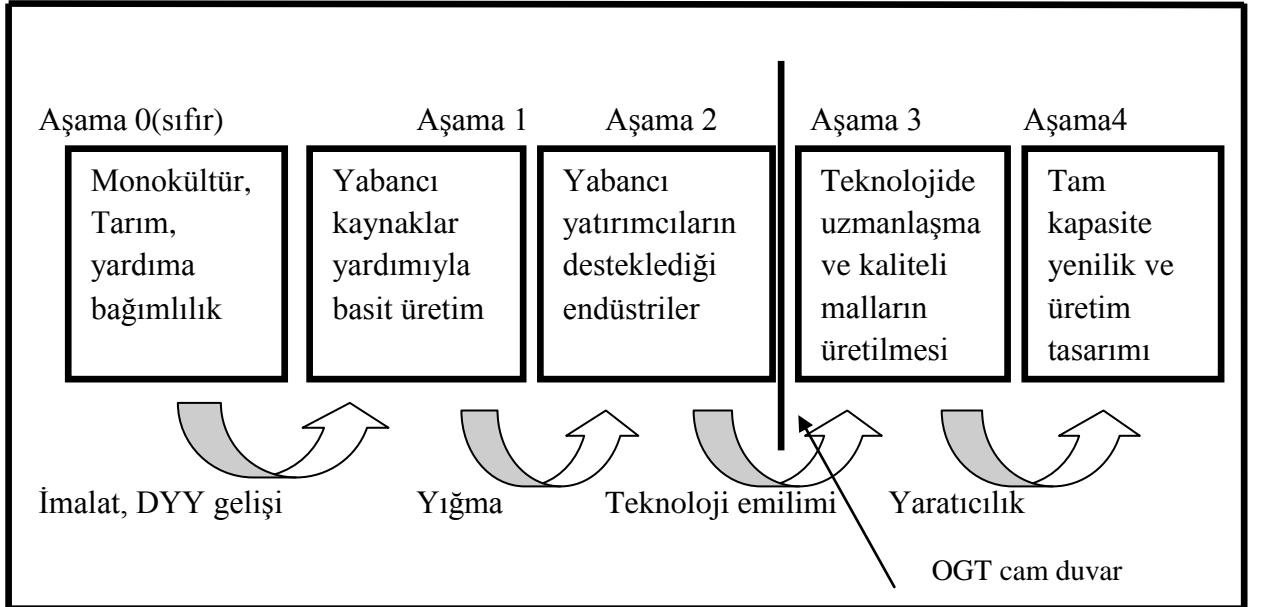 Aşama 0(sıfır)
Aşama 1
Aşama 2
Aşama 3
Aşama4
Monokültür,
Tarım,
yardıma
bağımlılık
Yabancı
kaynaklar
yardımıyla
basit üretim
Yabancı
yatırımcıların
desteklediği
endüstriler
Teknolojide
uzmanlaşma
ve kaliteli
malların
üretilmesi
Tam
kapasite
yenilik ve
üretim
tasarımı
İmalat, DYY gelişi
Yığma
Teknoloji emilimi
Yaratıcılık
OGT cam duvar